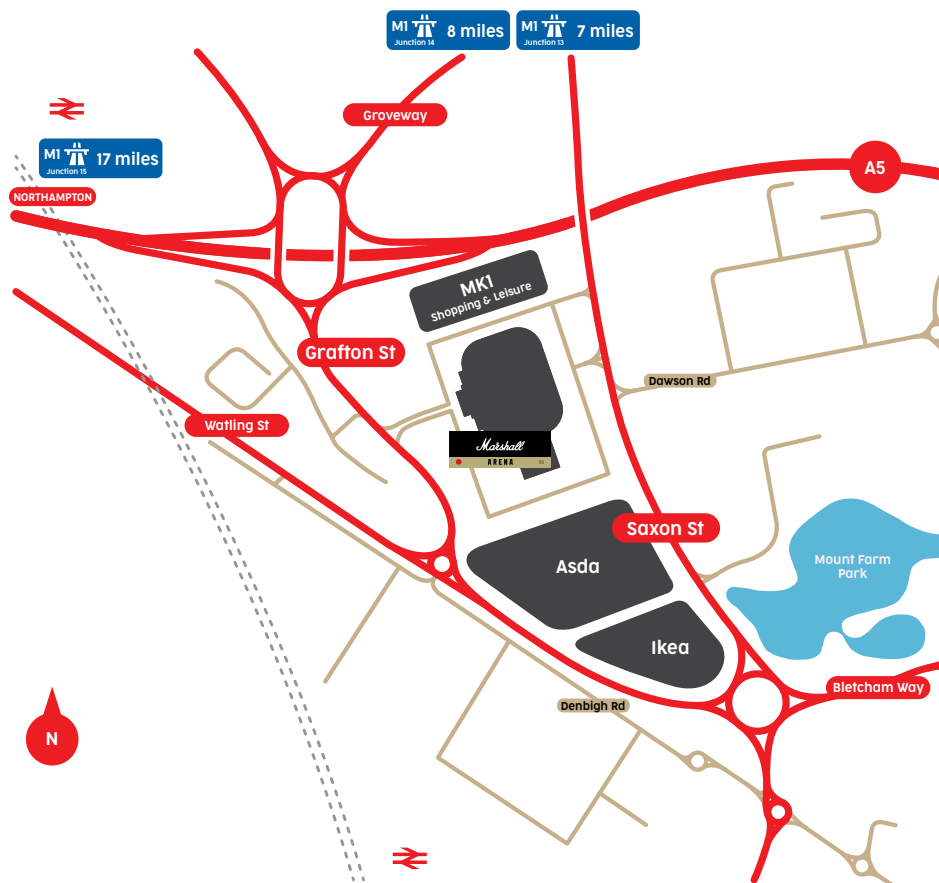 M1 8 miles
Junction 14
M1 7 miles
Junction 13
Groveway
M1 17 miles
Junction 15
A5
NORTHAMPTON
MK1
Shopping & Leisure
Grafton St
Dawson Rd
Watling St
Marshall
ARENA
Saxon St
Asda
Mount Farm
Park
Ikea
Bletcham Way
Denbigh Rd
N